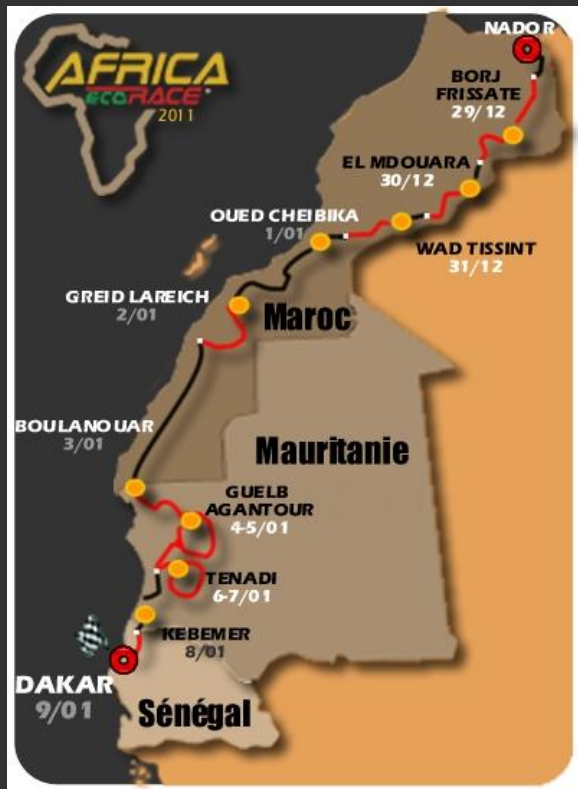 AFRICA
ecoRACE
2011
NADOR
BORJ
FRISSATE
29/12
EL MDOUARA
30/12
OUED CHEIBIKA
1/01
WAD TISSINT
31/12
GREID LAREICH
2/01
Maroc
BOULANOUAR
3/01
Mauritanie
GUELB
AGANTOUR
4-5/01
TENADI
6-7/01
KEBEMER
8/01
DAKAR
9/01
Sénégal